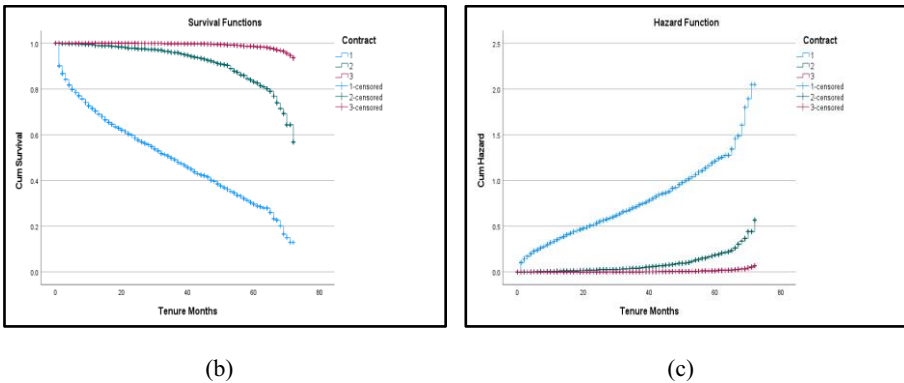 Survival Functions
Cum Survival
1.0
0.8
0.6
0.4
0.2
0.0
0
20
40
60
80
Tenure Months
Contract
1
2
3
1-censored
2-censored
3-censored
(b)
Hazard Function
Cum Hazard
2.5
2.0
1.5
1.0
0.5
0.0
0
20
40
60
80
Tenure Months
Contract
1
2
3
1-censored
2-censored
3-censored
(c)